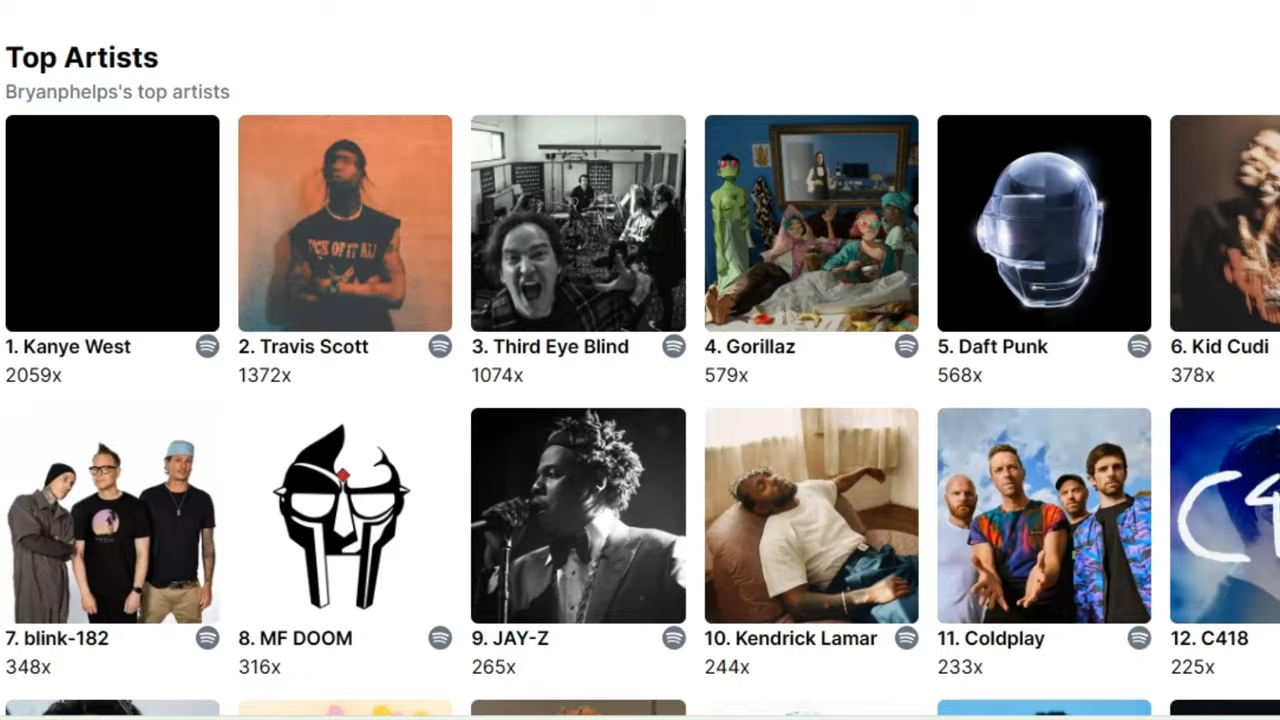 Top Artists
Bryanphelps's top artists
1. Kanye West
2059x
2. Travis Scott
1372x
3. Third Eye Blind
1074x
4. Gorillaz
579x
5. Daft Punk
568x
6. Kid Cudi
378x
7. blink-182
348x
8. MF DOOM
316x
9. JAY-Z
265x
10. Kendrick Lamar
244x
11. Coldplay
233x
12. C418
225x